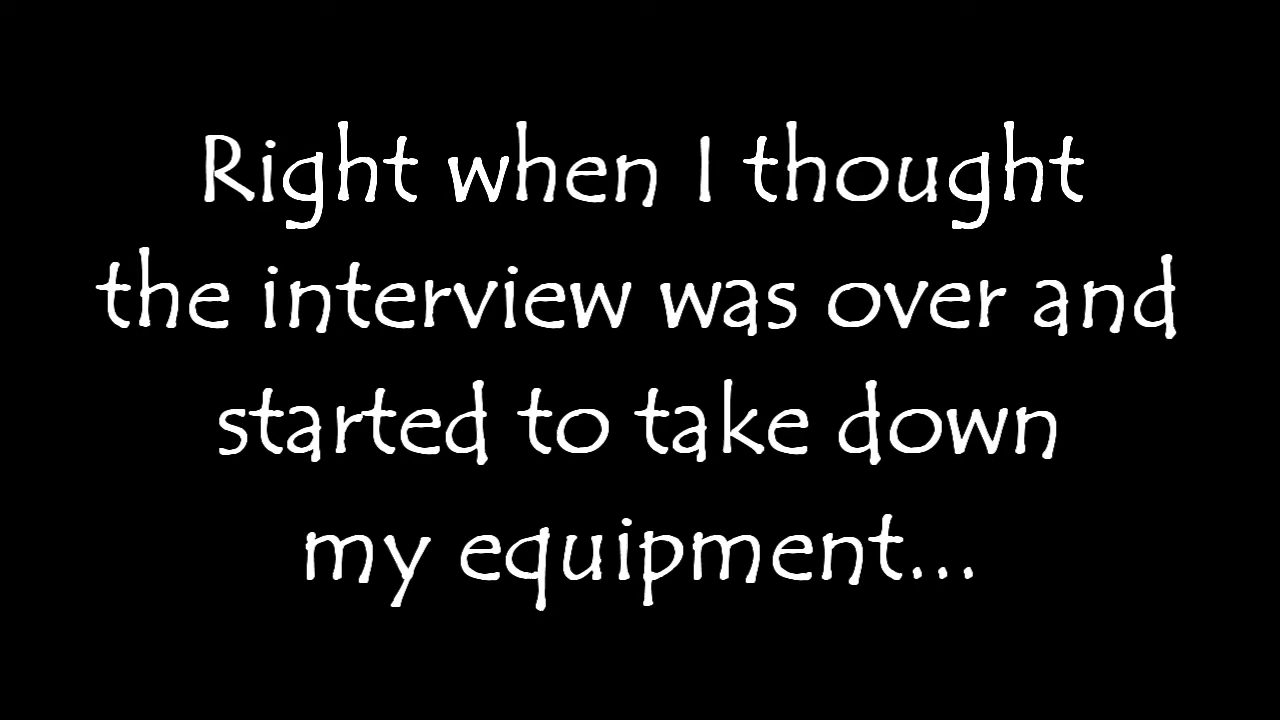 Right when I thought
the interview was over and
started to take down
my equipment...